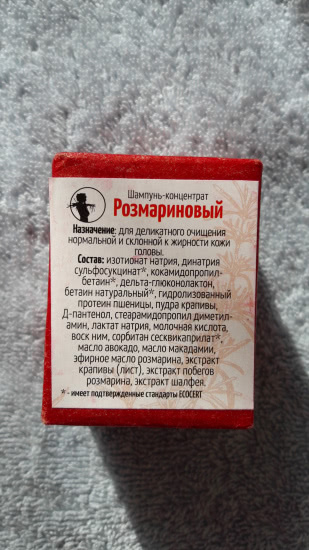 Шампунь-концентрат
Розмариновый
Назначение: для деликатного очищения
нормальной и склонной к жирности кожи
головы.
Состав: изотионат натрия, динатрия
сульфосукцинат*, кокамидопропил-
бетаин*, дельта-глюконолактон,
бетаин натуральный*, гидролизованный
протеин пшеницы, пудра крапивы,
Д-пантенол, стеарамидопропил диметил-
амин, лактат натрия, молочная кислота,
воск ним, сорбитан сесквикаприлат*,
масло авокадо, масло макадамии,
эфирное масло розмарина, экстракт
крапивы (лист), экстракт побегов
розмарина, экстракт шалфея.
* - имеет подтвержденные стандарты ECOCERT